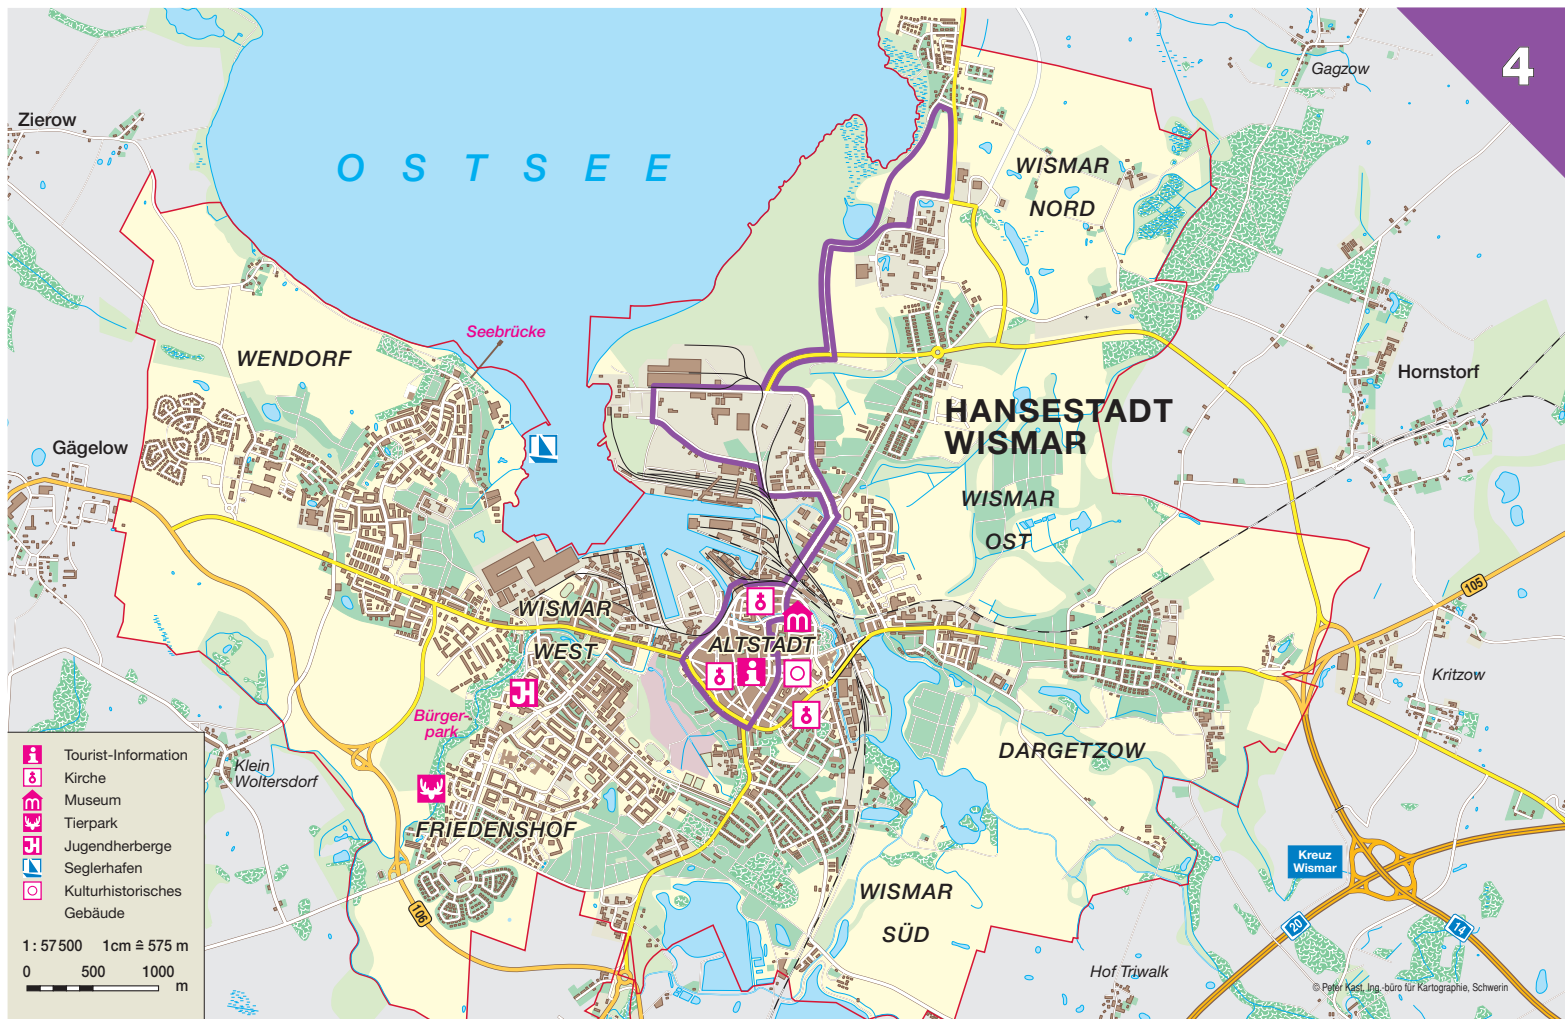 4
Gagzow
Zierow
OSTSEE
WISMAR
NORD
Seebrücke
WENDORF
Hornstorf
HANSESTADT
WISMAR
Gägelow
WISMAR
OST
105
WISMAR
WEST
ALTSTADT
Kritzow
Bürger-
park
DARGETZOW
Klein
Woltersdorf
FRIEDENSHOF
Kreuz
Wismar
WISMAR
SÜD
106
20
14
Hof Triwalk
Tourist-Information
Kirche
Museum
Tierpark
Jugendherberge
Seglerhafen
Kulturhistorisches
Gebäude
1 : 57500 1cm ≙ 575 m
0 500 1000
m
© Peter Kast, Ing.-büro für Kartographie, Schwerin